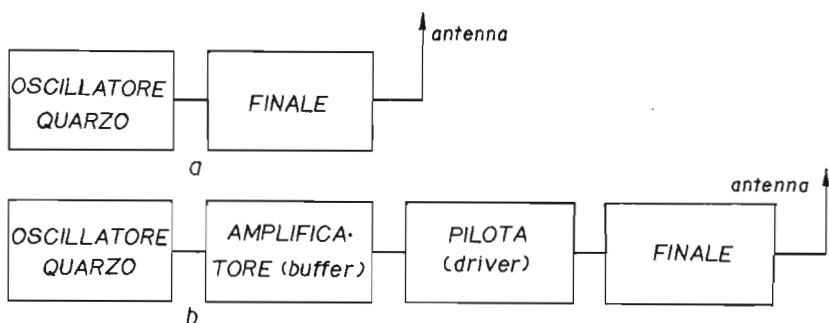 antenna
OSCILLATORE
QUARZO
FINALE
a
antenna
OSCILLATORE
QUARZO
AMPLIFICA-
TORE (buffer)
PILOTA
(driver)
FINALE
b